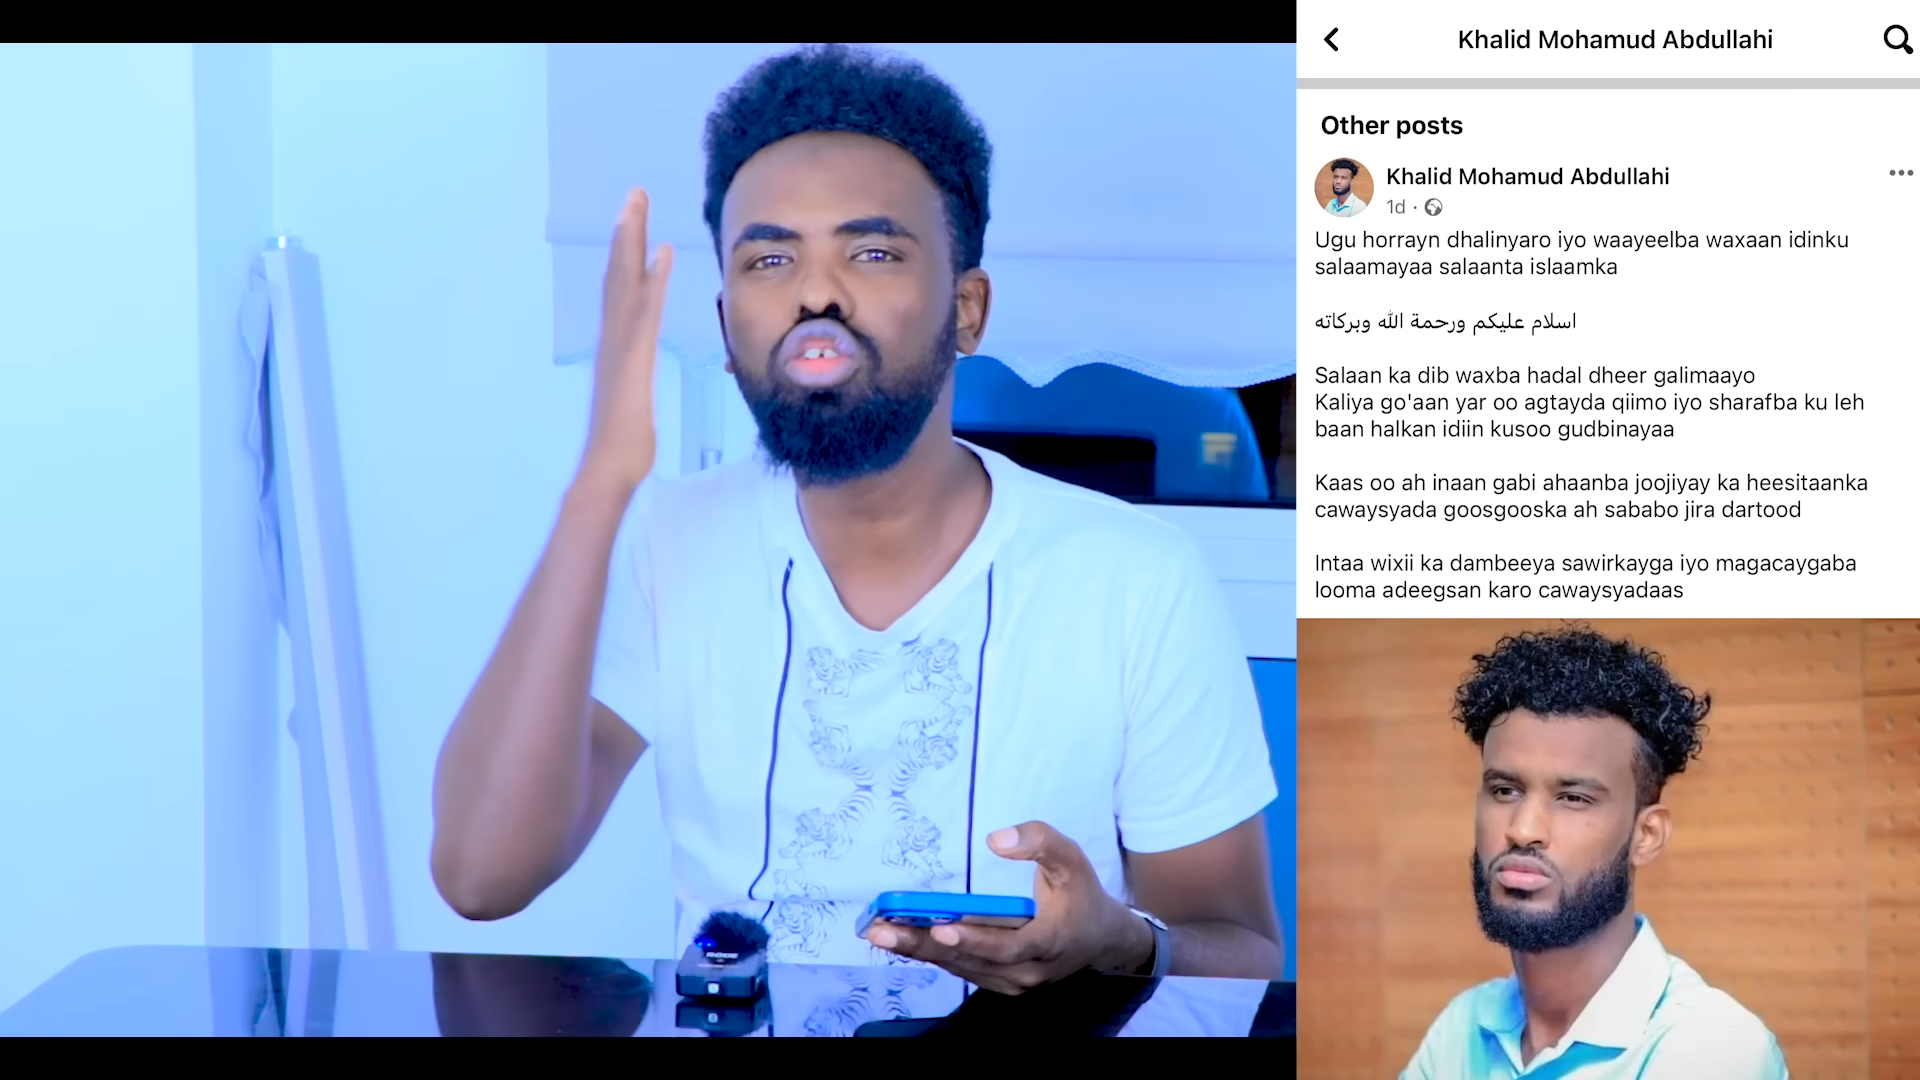 Khalid Mohamud Abdullahi
Other posts
Khalid Mohamud Abdullahi
1d ·
Ugu horrayn dhalinyaro iyo waayeelba waxaan idinku
salaamayaa salaanta islaamka
اسلام عليكم ورحمة الله وبركاته
Salaan ka dib waxba hadal dheer galimaayo
Kaliya go'aan yar oo agtayda qiimo iyo sharafba ku leh
baan halkan idiin kusoo gudbinayaa
Kaas oo ah inaan gabi ahaanba joojiyay ka heesitaanka
cawaysyada goosgooska ah sababo jira dartood
Intaa wixii ka dambeeya sawirkayga iyo magacaygaba
looma adeegsan karo cawaysyadaas